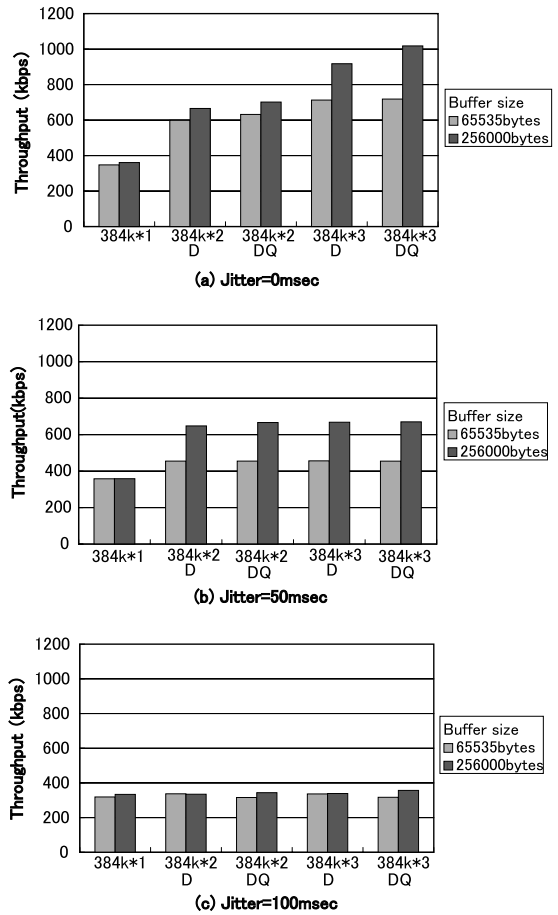 Throughput (kbps)
1200
1000
800
600
400
200
0
384k*1
384k*2
D
384k*2
DQ
384k*3
D
384k*3
DQ
Buffer size
65535bytes
256000bytes
(a) Jitter=0msec
Throughput(kbps)
1200
1000
800
600
400
200
0
384k*1
384k*2
D
384k*2
DQ
384k*3
D
384k*3
DQ
Buffer size
65535bytes
256000bytes
(b) Jitter=50msec
Throughput (kbps)
1200
1000
800
600
400
200
0
384k*1
384k*2
D
384k*2
DQ
384k*3
D
384k*3
DQ
Buffer size
65535bytes
256000bytes
(c) Jitter=100msec